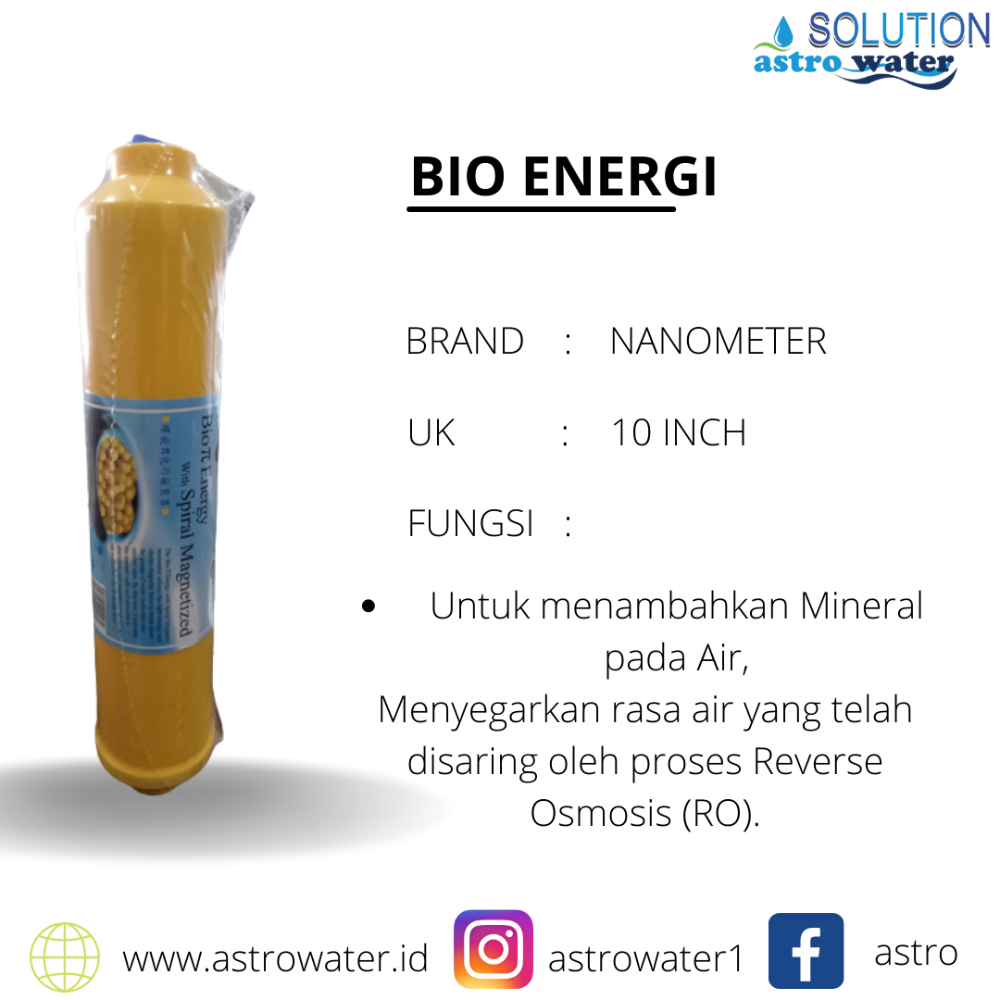 SOLUTION
astro water
BIO ENERGI
BRAND : NANOMETER
UK : 10 INCH
FUNGSI :
• Untuk menambahkan Mineral
pada Air,
Menyegarkan rasa air yang telah
disaring oleh proses Reverse
Osmosis (RO).
Bio π Energy
With Spiral Magnetized
www.astrowater.id
astrowater1
astro